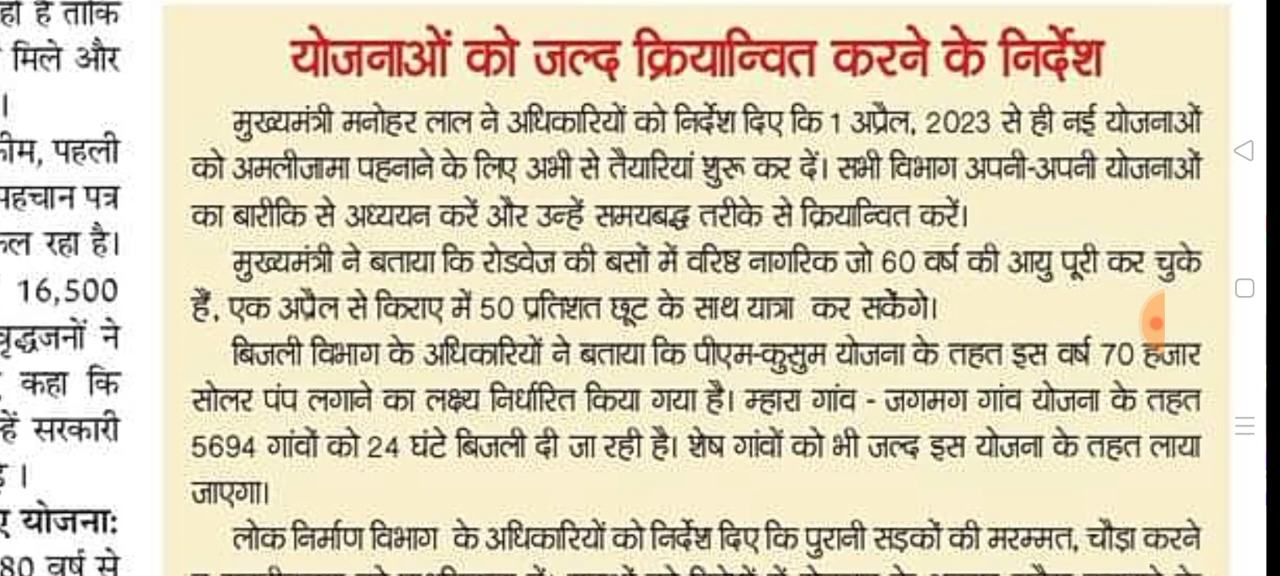 मिले और
।
पहली
पहचान पत्र
रहा है।
16,500
वृद्धजनों ने
कहा कि
सरकारी
।
योजना:
80 वर्ष से
योजनाओं को जल्द क्रियान्वित करने के निर्देश
मुख्यमंत्री मनोहर लाल ने अधिकारियों को निर्देश दिए कि 1 अप्रैल, 2023 से ही नई योजनाओं
को अमलीजामा पहनाने के लिए अभी से तैयारियां शुरू कर दें। सभी विभाग अपनी-अपनी योजनाओं
का बारीकि से अध्ययन करें और उन्हें समयबद्ध तरीके से क्रियान्वित करें।
मुख्यमंत्री ने बताया कि रोडवेज की बसों में वरिष्ठ नागरिक जो 60 वर्ष की आयु पूरी कर चुके
हैं, एक अप्रैल से किराए में 50 प्रतिशत छूट के साथ यात्रा कर सकेंगे।
बिजली विभाग के अधिकारियों ने बताया कि पीएम-कुसुम योजना के तहत इस वर्ष 70 हजार
सोलर पंप लगाने का लक्ष्य निर्धारित किया गया है। म्हारा गांव - जगमग गांव योजना के तहत
5694 गांवों को 24 घंटे बिजली दी जा रही है। शेष गांवों को भी जल्द इस योजना के तहत लाया
जाएगा।
लोक निर्माण विभाग के अधिकारियों को निर्देश दिए कि पुरानी सड़कों की मरम्मत, चौड़ा करने